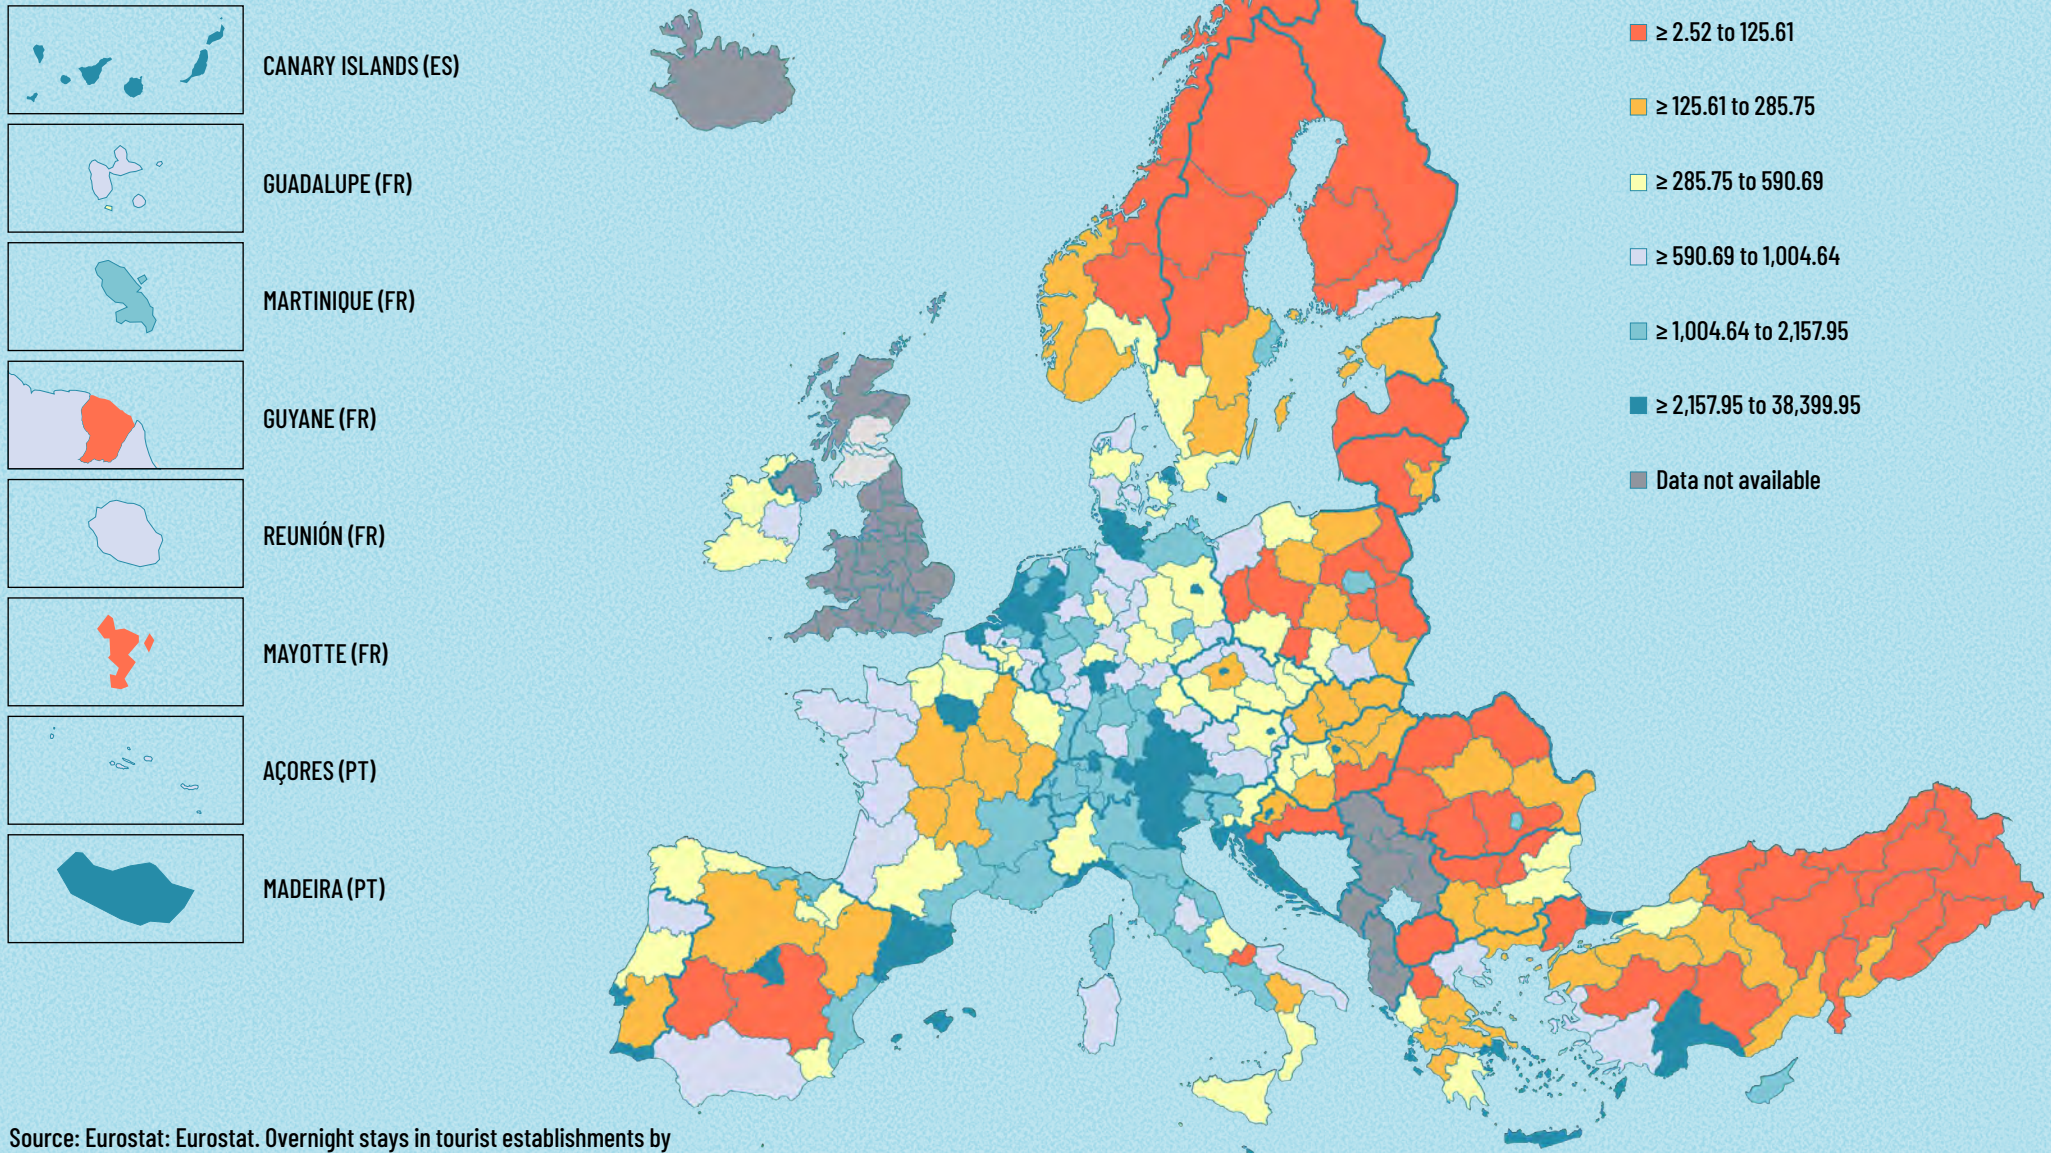 CANARY ISLANDS (ES)
GUADALUPE (FR)
MARTINIQUE (FR)
GUYANE (FR)
REUNIÓN (FR)
MAYOTTE (FR)
AÇORES (PT)
MADEIRA (PT)
≥ 2.52 to 125.61
≥ 125.61 to 285.75
≥ 285.75 to 590.69
≥ 590.69 to 1,004.64
≥ 1,004.64 to 2,157.95
≥ 2,157.95 to 38,399.95
Data not available
Source: Eurostat: Eurostat. Overnight stays in tourist establishments by